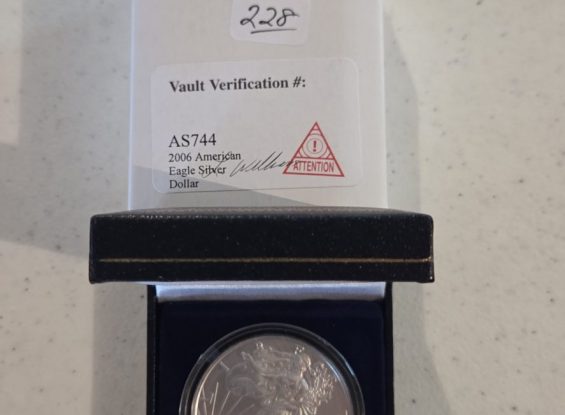 228
Vault Verification #:
AS744
2006 American
Eagle Silver
Dollar
!
ATTENTION